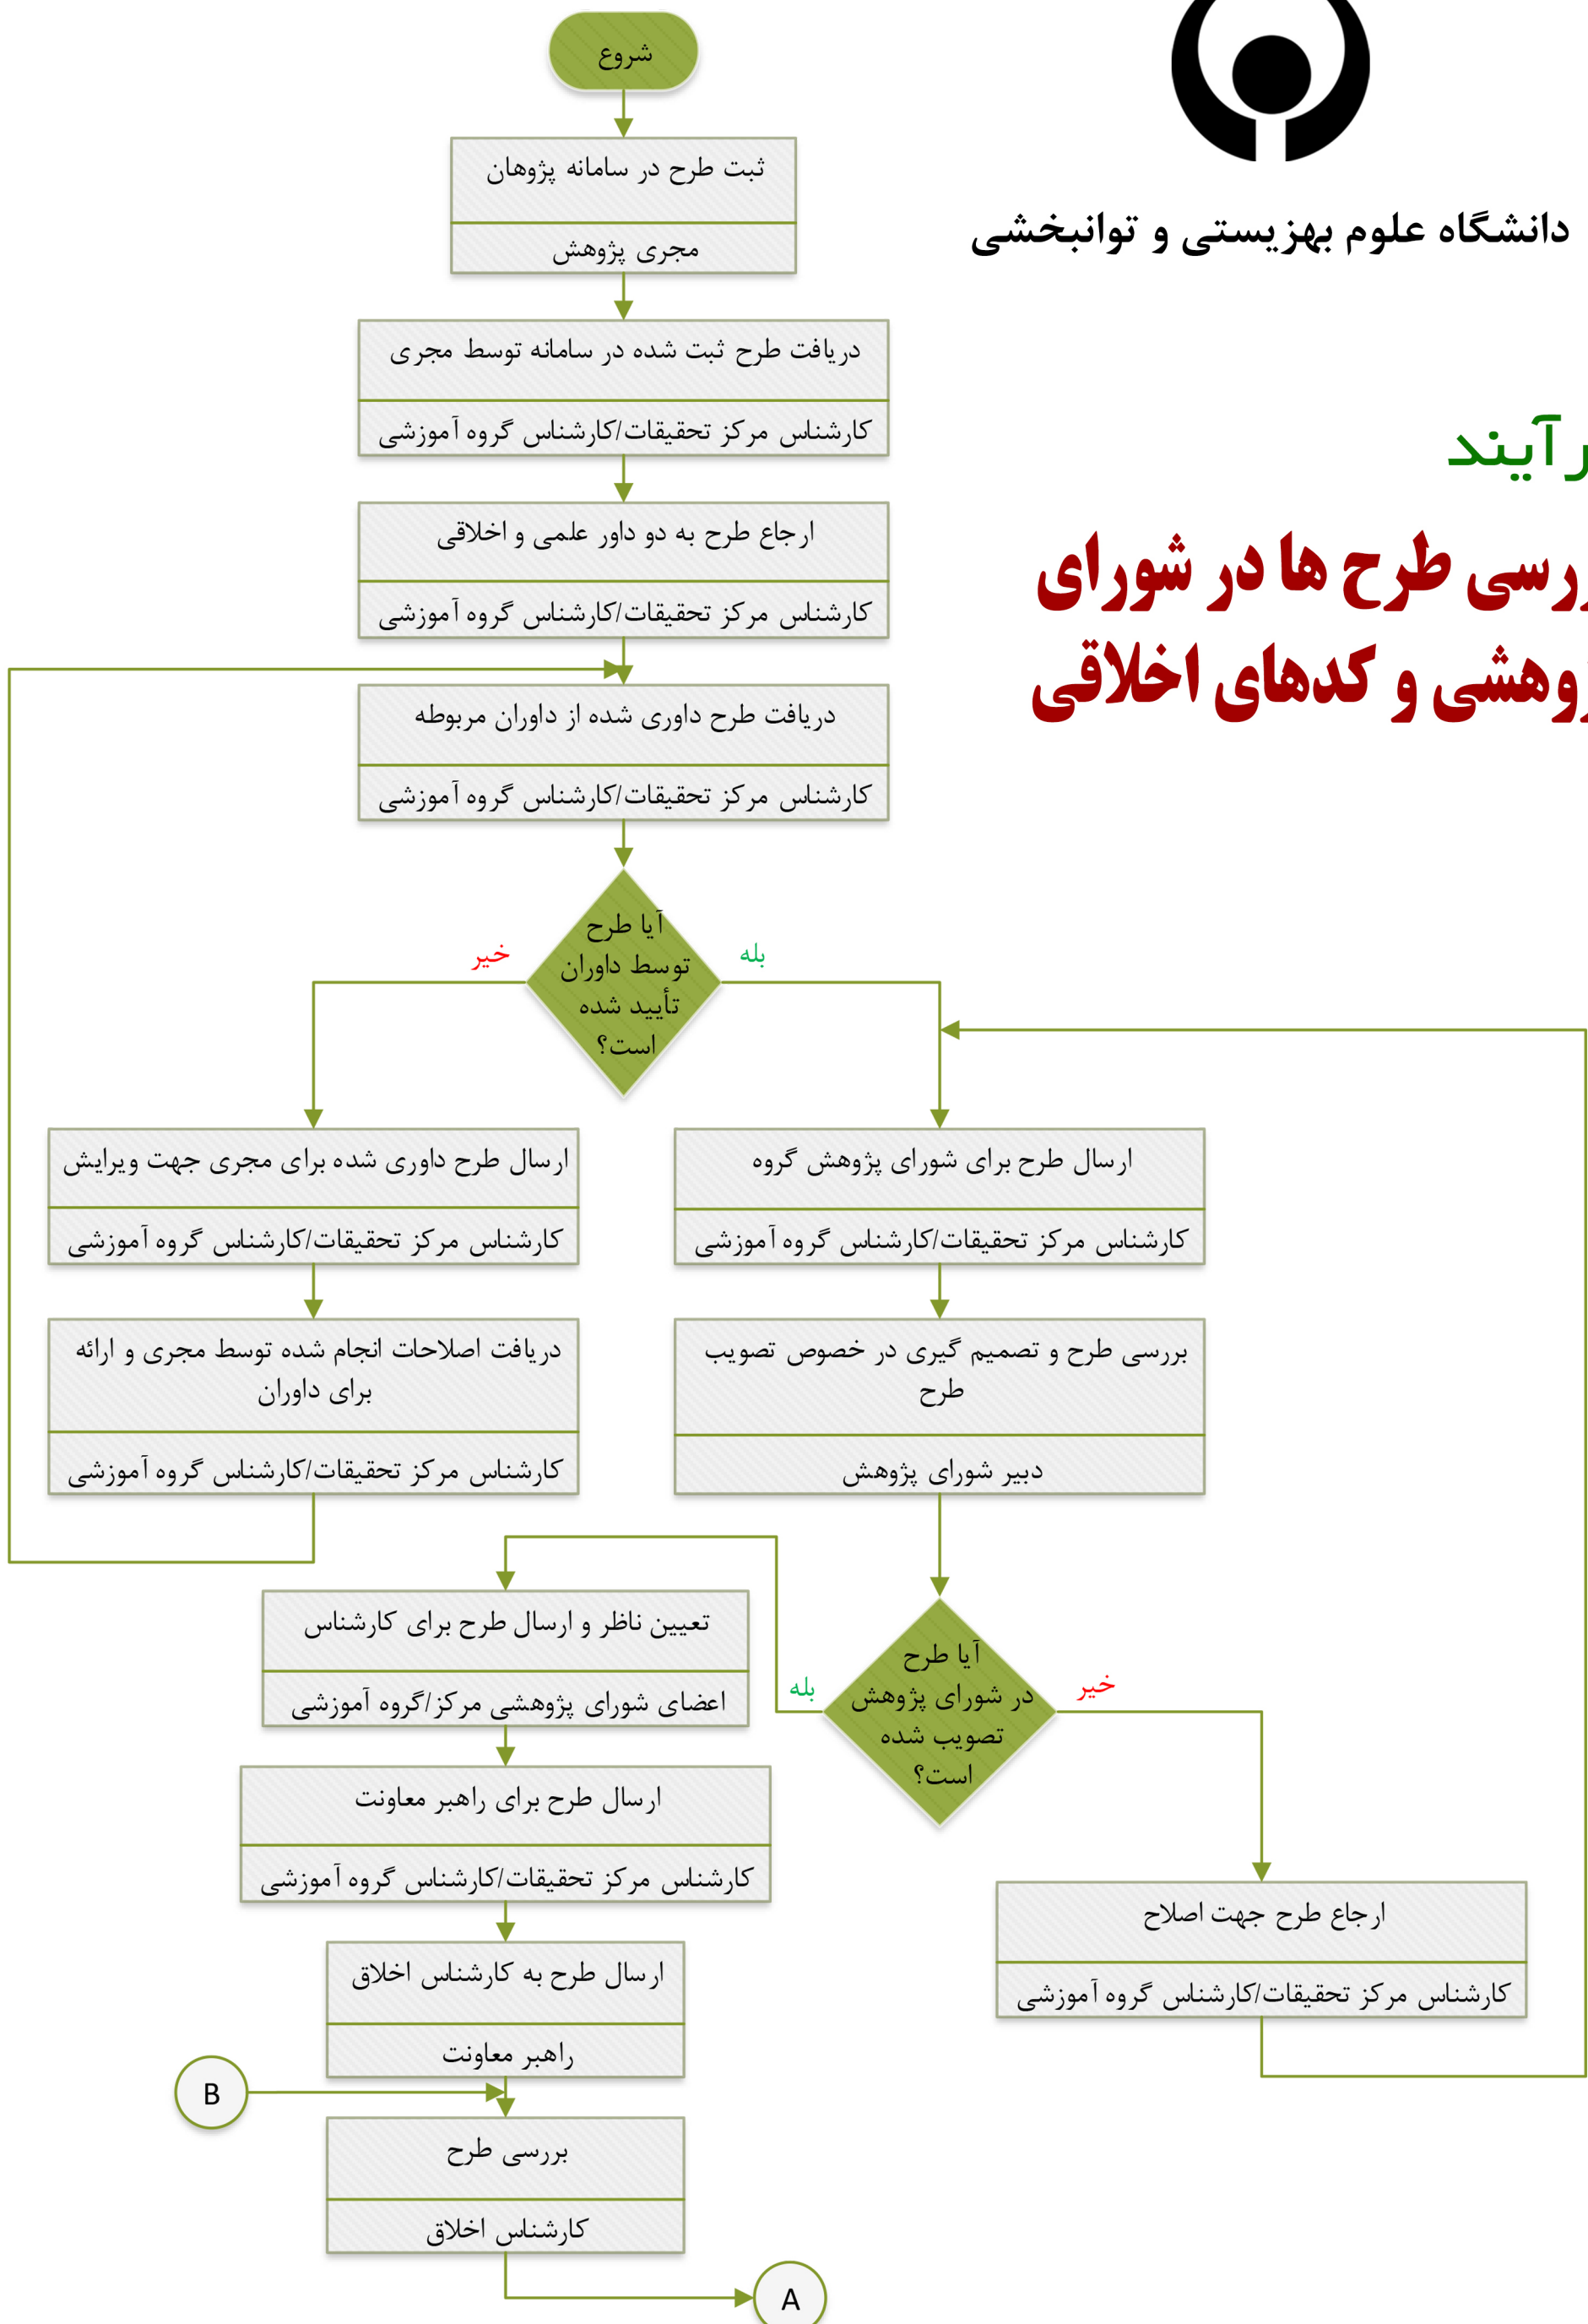 شروع
ثبت طرح در سامانه پژوهان
مجری پژوهش
دانشگاه علوم بهزیستی و توانبخشی
دریافت طرح ثبت شده در سامانه توسط مجری
کارشناس مرکز تحقیقات/کارشناس گروه آموزشی
رآیند
ارجاع طرح به دو داور علمی و اخلاقی
کارشناس مرکز تحقیقات/کارشناس گروه آموزشی
ررسی طرح ها در شورای
وهشی و کدهای اخلاقی
دریافت طرح داوری شده از داوران مربوطه
کارشناس مرکز تحقیقات/کارشناس گروه آموزشی
آیا طرح
توسط داوران
تأیید شده
است؟
بله
خیر
ارسال طرح برای شورای پژوهش گروه
کارشناس مرکز تحقیقات/کارشناس گروه آموزشی
ارسال طرح داوری شده برای مجری جهت ویرایش
کارشناس مرکز تحقیقات/کارشناس گروه آموزشی
بررسی طرح و تصمیم گیری در خصوص تصویب
طرح
دبیر شورای پژوهش
دریافت اصلاحات انجام شده توسط مجری و ارائه
برای داوران
کارشناس مرکز تحقیقات/کارشناس گروه آموزشی
آیا طرح
در شورای پژوهش
تصویب شده
است؟
خیر
بله
تعیین ناظر و ارسال طرح برای کارشناس
اعضای شورای پژوهشی مرکز/گروه آموزشی
ارسال طرح برای راهبر معاونت
کارشناس مرکز تحقیقات/کارشناس گروه آموزشی
ارجاع طرح جهت اصلاح
کارشناس مرکز تحقیقات/کارشناس گروه آموزشی
ارسال طرح به کارشناس اخلاق
راهبر معاونت
B
بررسی طرح
کارشناس اخلاق
A